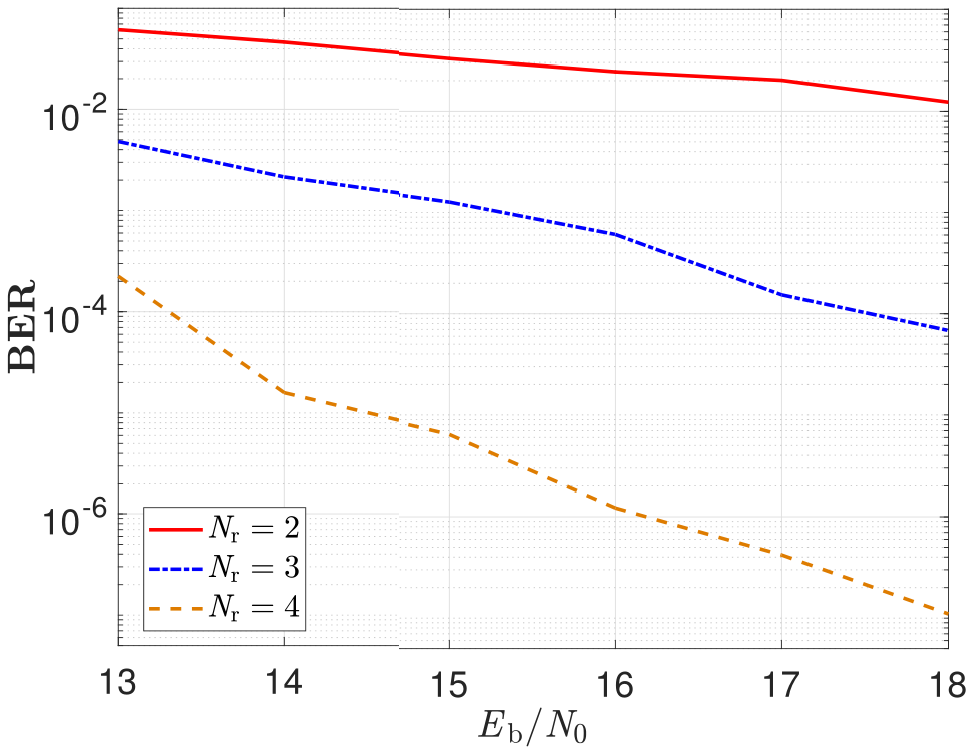 10^-2
10^-4
10^-6
BER
N_r = 2
N_r = 3
N_r = 4
13 14 15 16 17 18
E_b/N_0